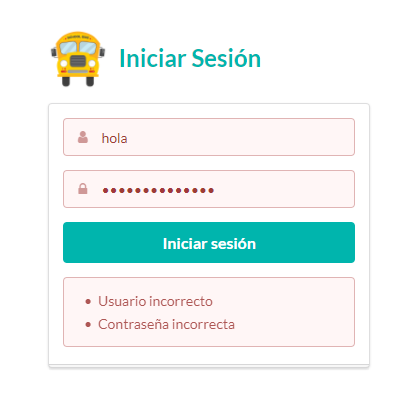 Iniciar Sesión
hola
••••••••••••••
Iniciar sesión
• Usuario incorrecto
• Contraseña incorrecta